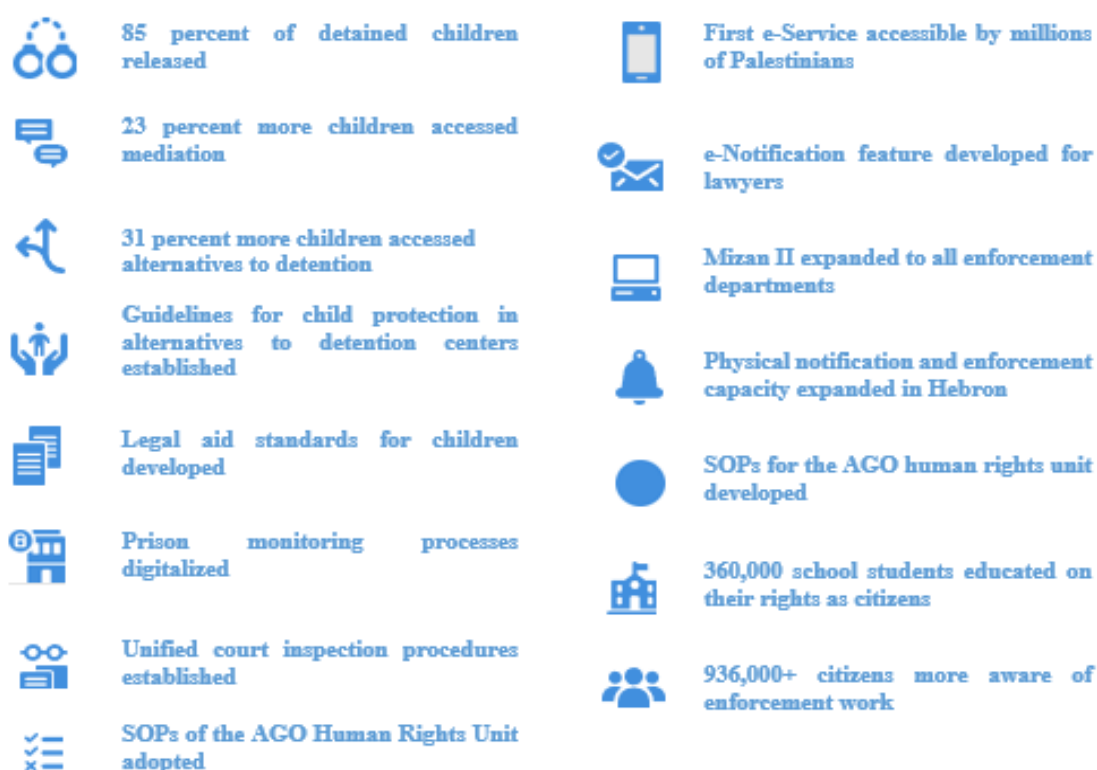 85 percent of detained children
released
23 percent more children accessed
mediation
31 percent more children accessed
alternatives to detention
Guidelines for child protection in
alternatives to detention centers
established
Legal aid standards for children
developed
Prison monitoring processes
digitalized
Unified court inspection procedures
established
SOPs of the AGO Human Rights Unit
adopted
First e-Service accessible by millions
of Palestinians
e-Notification feature developed for
lawyers
Mizan II expanded to all enforcement
departments
Physical notification and enforcement
capacity expanded in Hebron
SOPs for the AGO human rights unit
developed
360,000 school students educated on
their rights as citizens
936,000+ citizens more aware of
enforcement work